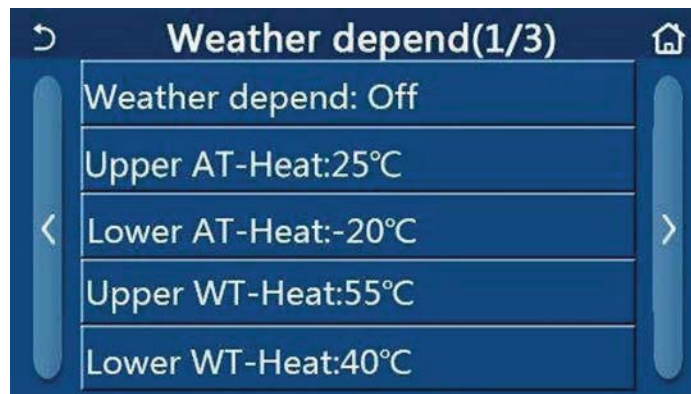 Weather depend(1/3)
Weather depend: Off
Upper AT-Heat:25℃
Lower AT-Heat:-20℃
Upper WT-Heat:55℃
Lower WT-Heat:40℃